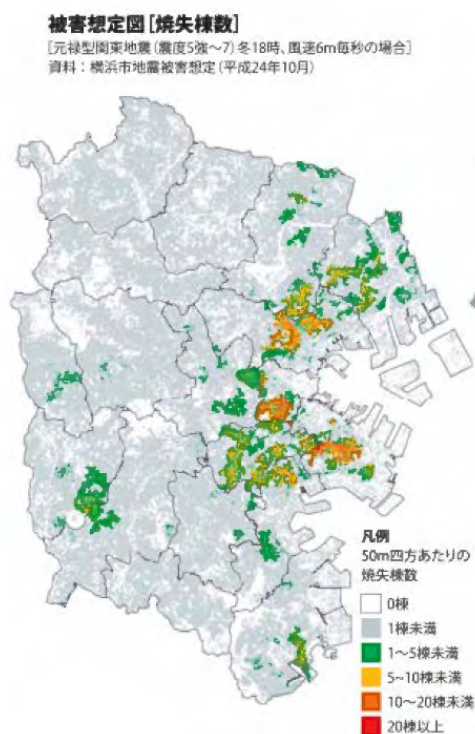 被害想定図[焼失棟数]
[元禄型関東地震(震度5強〜7)冬18時、風速6m毎秒の場合]
資料：横浜市地震被害想定(平成24年10月)
凡例
50m四方あたりの
焼失棟数
0棟
1棟未満
1〜5棟未満
5~10棟未満
10〜20棟未満
20棟以上